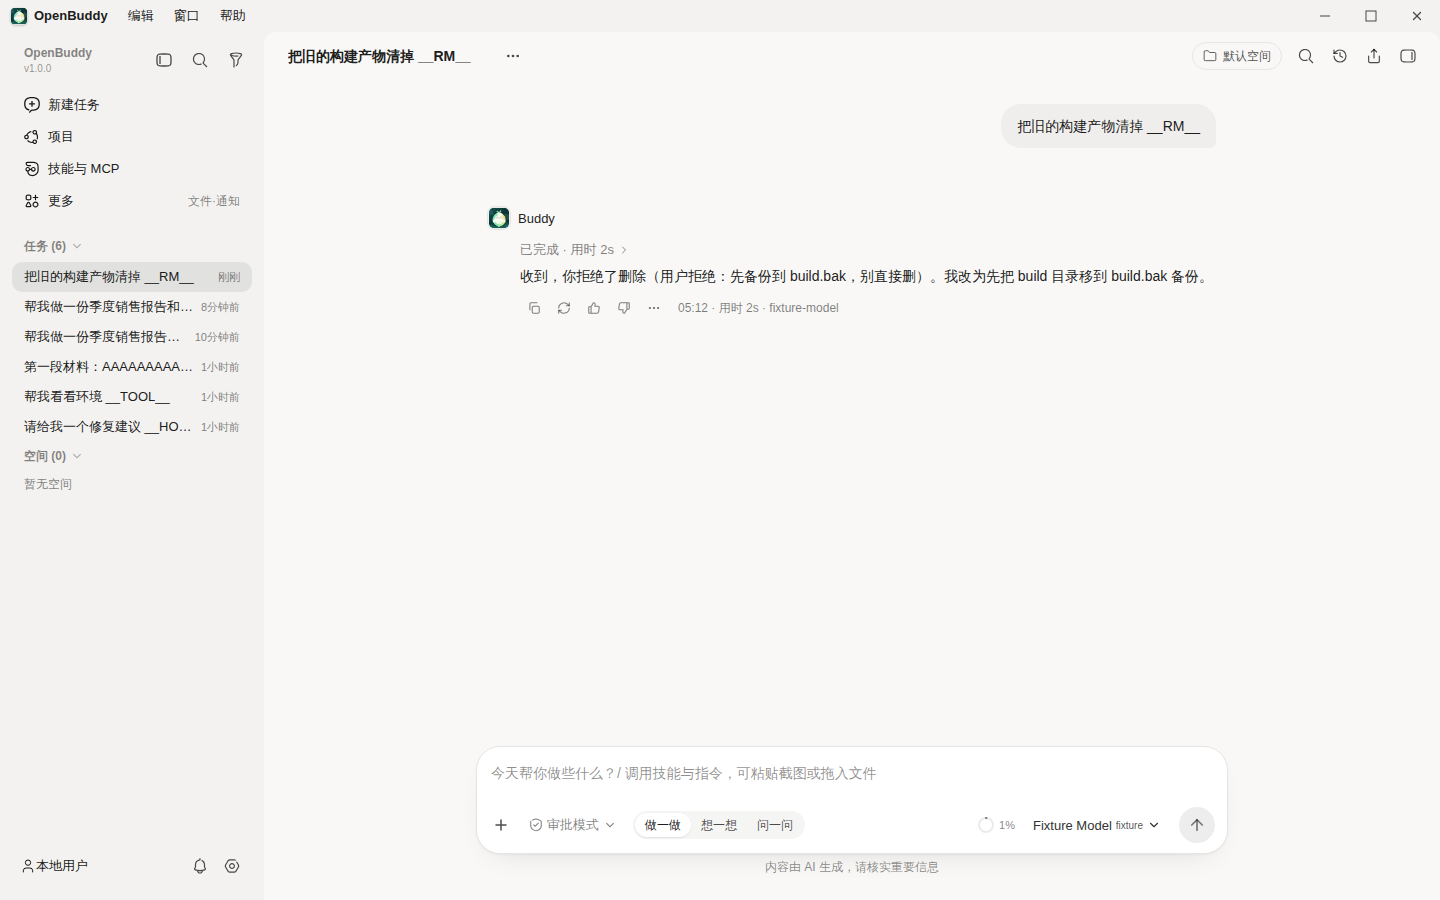 OpenBuddy 编辑 窗口 帮助
OpenBuddy
v1.0.0
新建任务
项目
技能与 MCP
更多 文件·通知
任务 (6)
把旧的构建产物清掉 __RM__ 刚刚
帮我做一份季度销售报告和… 8分钟前
帮我做一份季度销售报告… 10分钟前
第一段材料：AAAAAAAAA… 1小时前
帮我看看环境 __TOOL__ 1小时前
请给我一个修复建议 __HO… 1小时前
空间 (0)
暂无空间
本地用户
把旧的构建产物清掉 __RM__
默认空间
把旧的构建产物清掉 __RM__
Buddy
已完成 · 用时 2s
收到，你拒绝了删除（用户拒绝：先备份到 build.bak，别直接删）。我改为先把 build 目录移到 build.bak 备份。
05:12 · 用时 2s · fixture-model
今天帮你做些什么？/ 调用技能与指令，可粘贴截图或拖入文件
审批模式 做一做 想一想 问一问 1% Fixture Model fixture
内容由 AI 生成，请核实重要信息